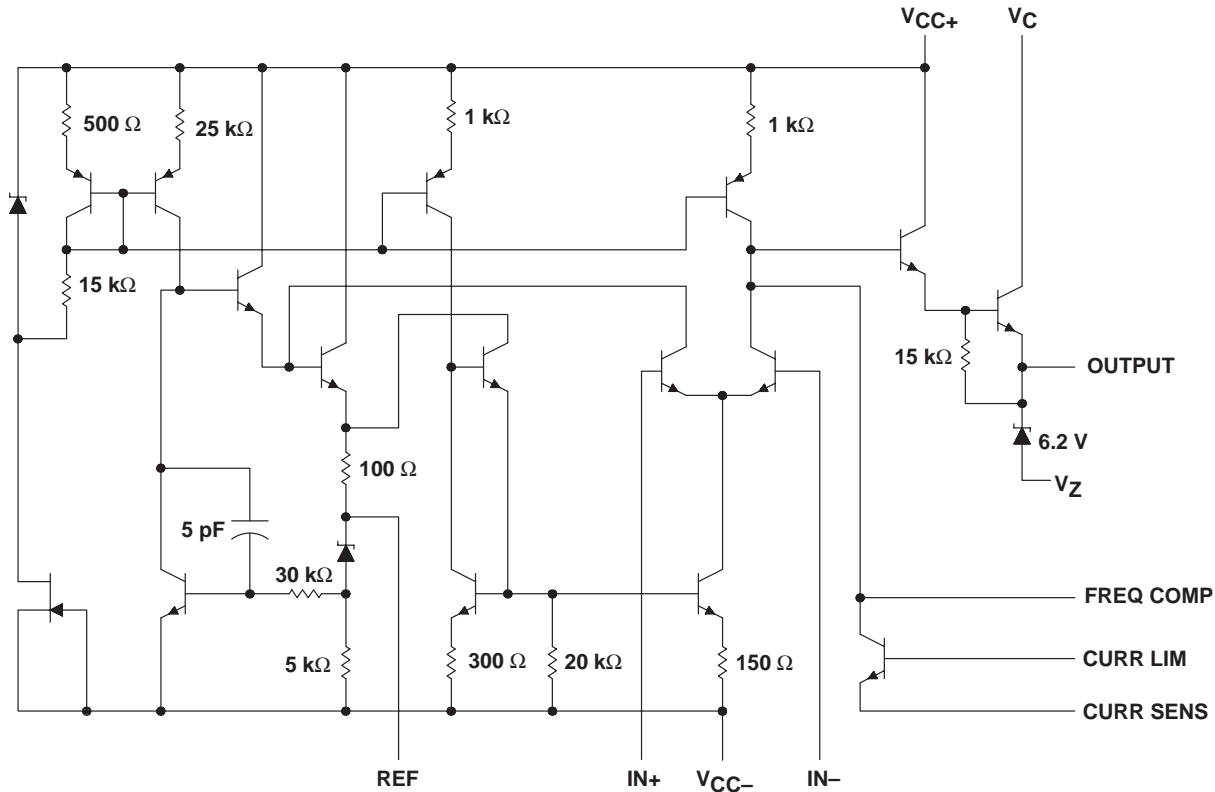 VCC+
VC
500 Ω
25 kΩ
1 kΩ
1 kΩ
15 kΩ
15 kΩ
OUTPUT
6.2 V
VZ
100 Ω
5 pF
30 kΩ
FREQ COMP
5 kΩ
300 Ω
20 kΩ
150 Ω
CURR LIM
CURR SENS
REF
IN+
VCC–
IN–